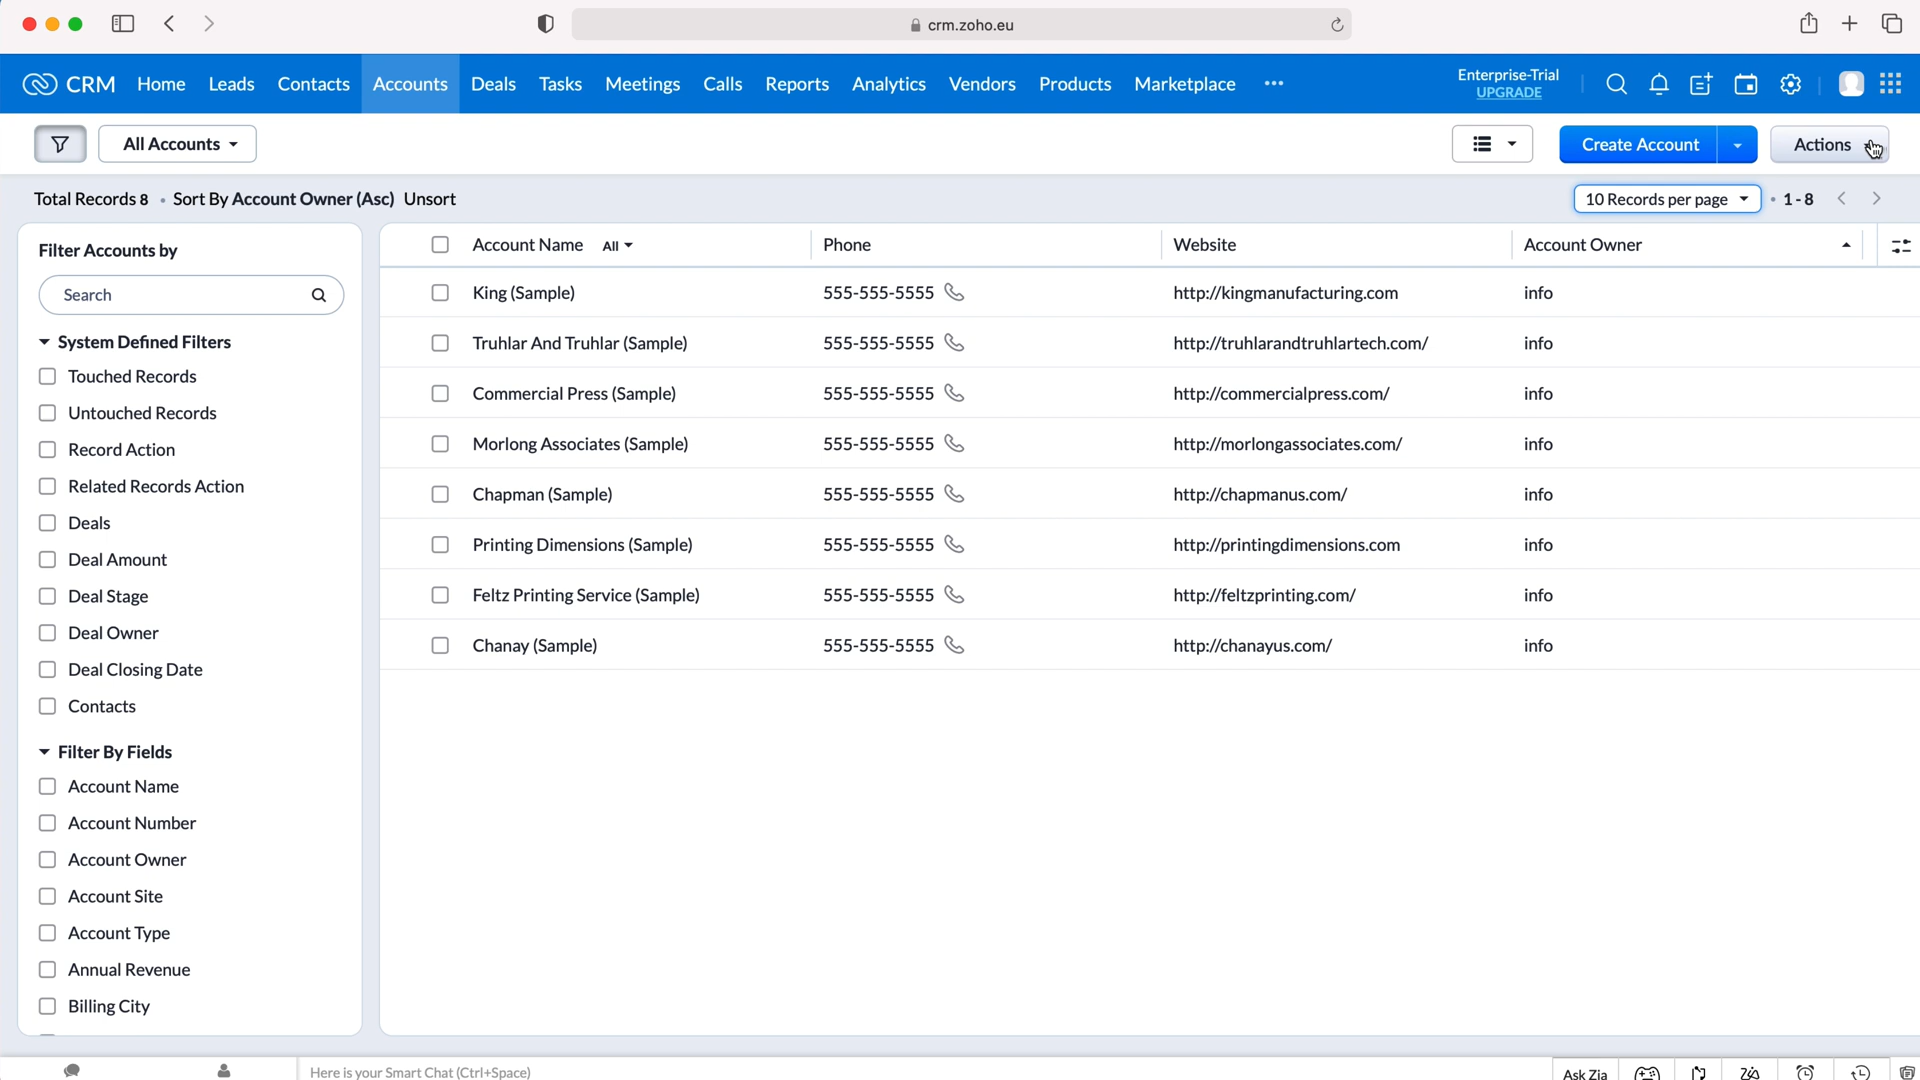 crm.zoho.eu
CRM Home Leads Contacts Accounts Deals Tasks Meetings Calls Reports Analytics Vendors Products Marketplace ••• Enterprise-Trial
UPGRADE
All Accounts Create Account Actions
Total Records 8 • Sort By Account Owner (Asc) Unsort 10 Records per page • 1 - 8
Filter Accounts by
Search
System Defined Filters
Touched Records
Untouched Records
Record Action
Related Records Action
Deals
Deal Amount
Deal Stage
Deal Owner
Deal Closing Date
Contacts
Filter By Fields
Account Name
Account Number
Account Owner
Account Site
Account Type
Annual Revenue
Billing City
Account Name All Phone Website Account Owner
King (Sample) 555-555-5555 http://kingmanufacturing.com info
Truhlar And Truhlar (Sample) 555-555-5555 http://truhlarandtruhlartech.com/ info
Commercial Press (Sample) 555-555-5555 http://commercialpress.com/ info
Morlong Associates (Sample) 555-555-5555 http://morlongassociates.com/ info
Chapman (Sample) 555-555-5555 http://chapmanus.com/ info
Printing Dimensions (Sample) 555-555-5555 http://printingdimensions.com info
Feltz Printing Service (Sample) 555-555-5555 http://feltzprinting.com/ info
Chanay (Sample) 555-555-5555 http://chanayus.com/ info
Here is your Smart Chat (Ctrl+Space) Ask Zia